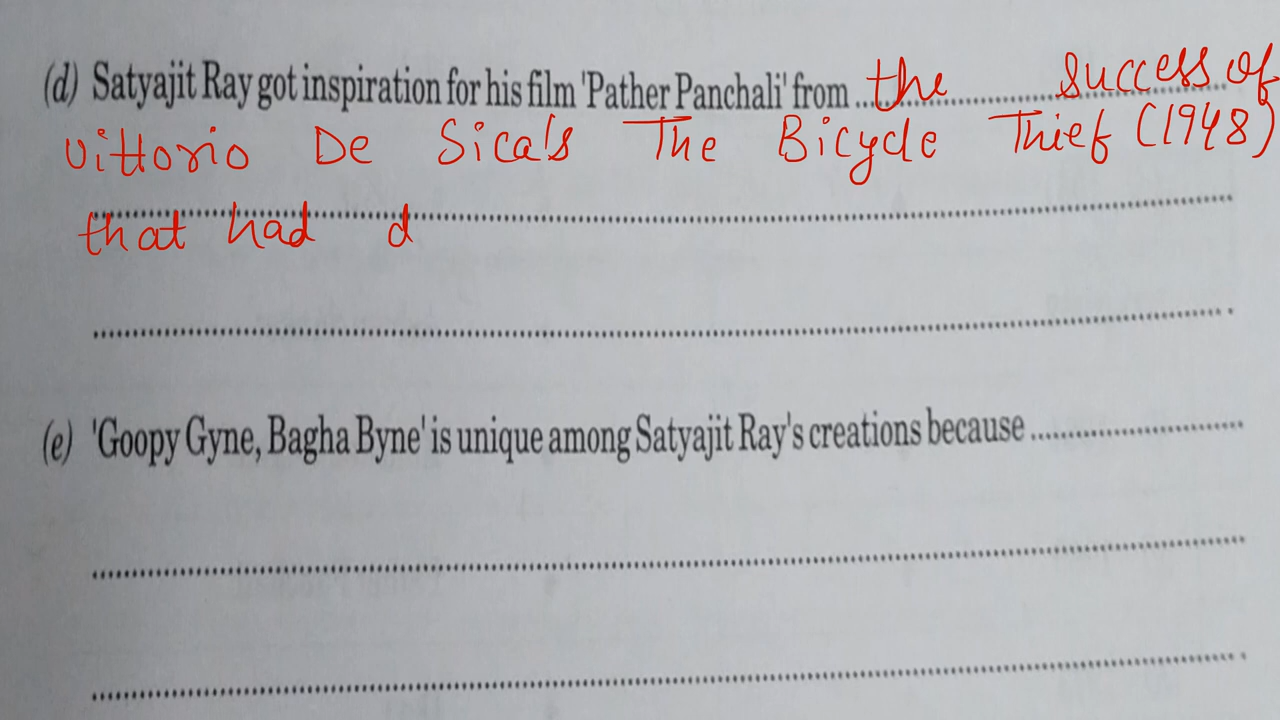 (d) Satyajit Ray got inspiration for his film 'Pather Panchali' from ... the success of
Vittorio De Sica's The Bicycle Thief (1948)
that had d
(e) 'Goopy Gyne, Bagha Byne' is unique among Satyajit Ray's creations because ...